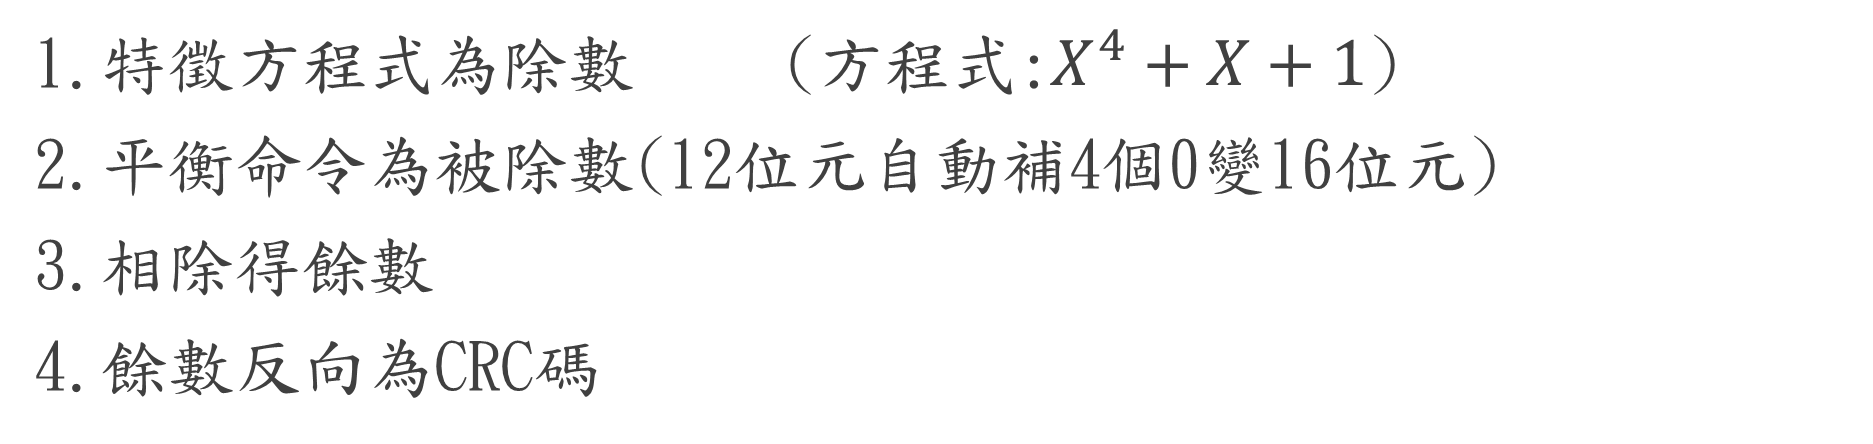 1.特徵方程式為除數 (方程式:X⁴ + X + 1)
2.平衡命令為被除數(12位元自動補4個0變16位元)
3.相除得餘數
4.餘數反向為CRC碼